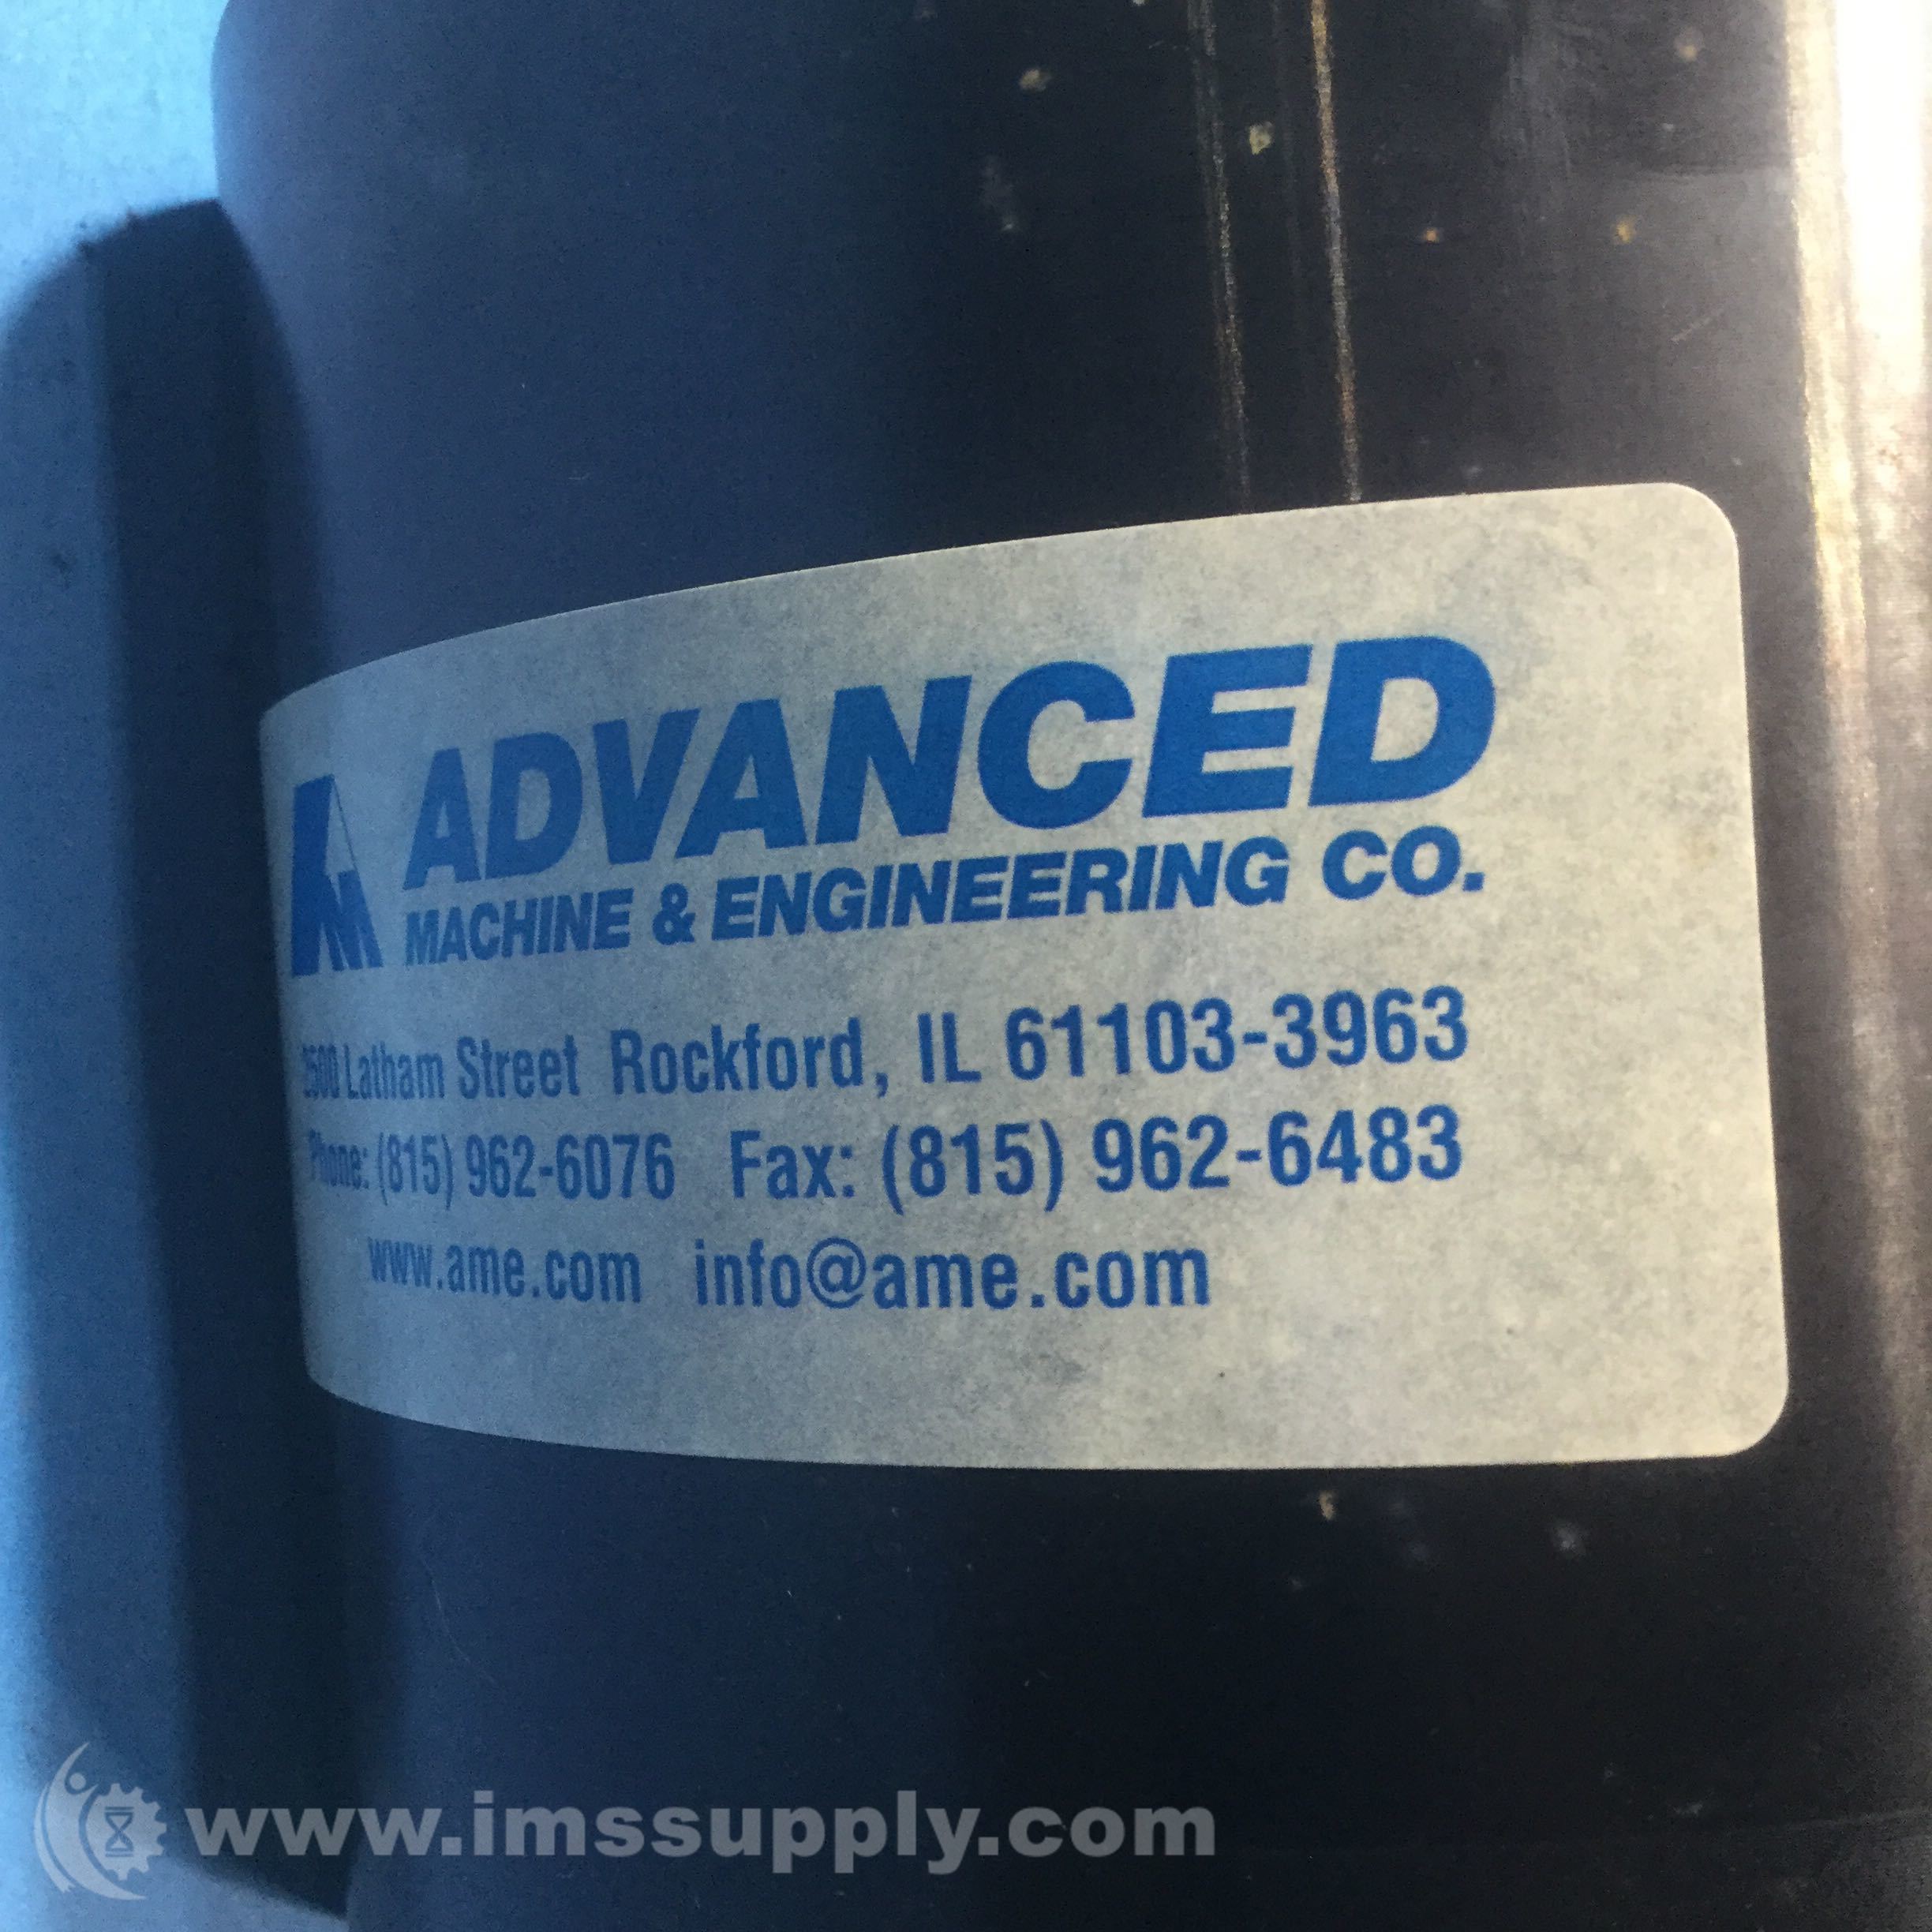 ADVANCED
MACHINE & ENGINEERING CO.
Latham Street Rockford, IL 61103-3963
Phone: (815) 962-6076 Fax: (815) 962-6483
www.ame.com info@ame.com
www.imssupply.com